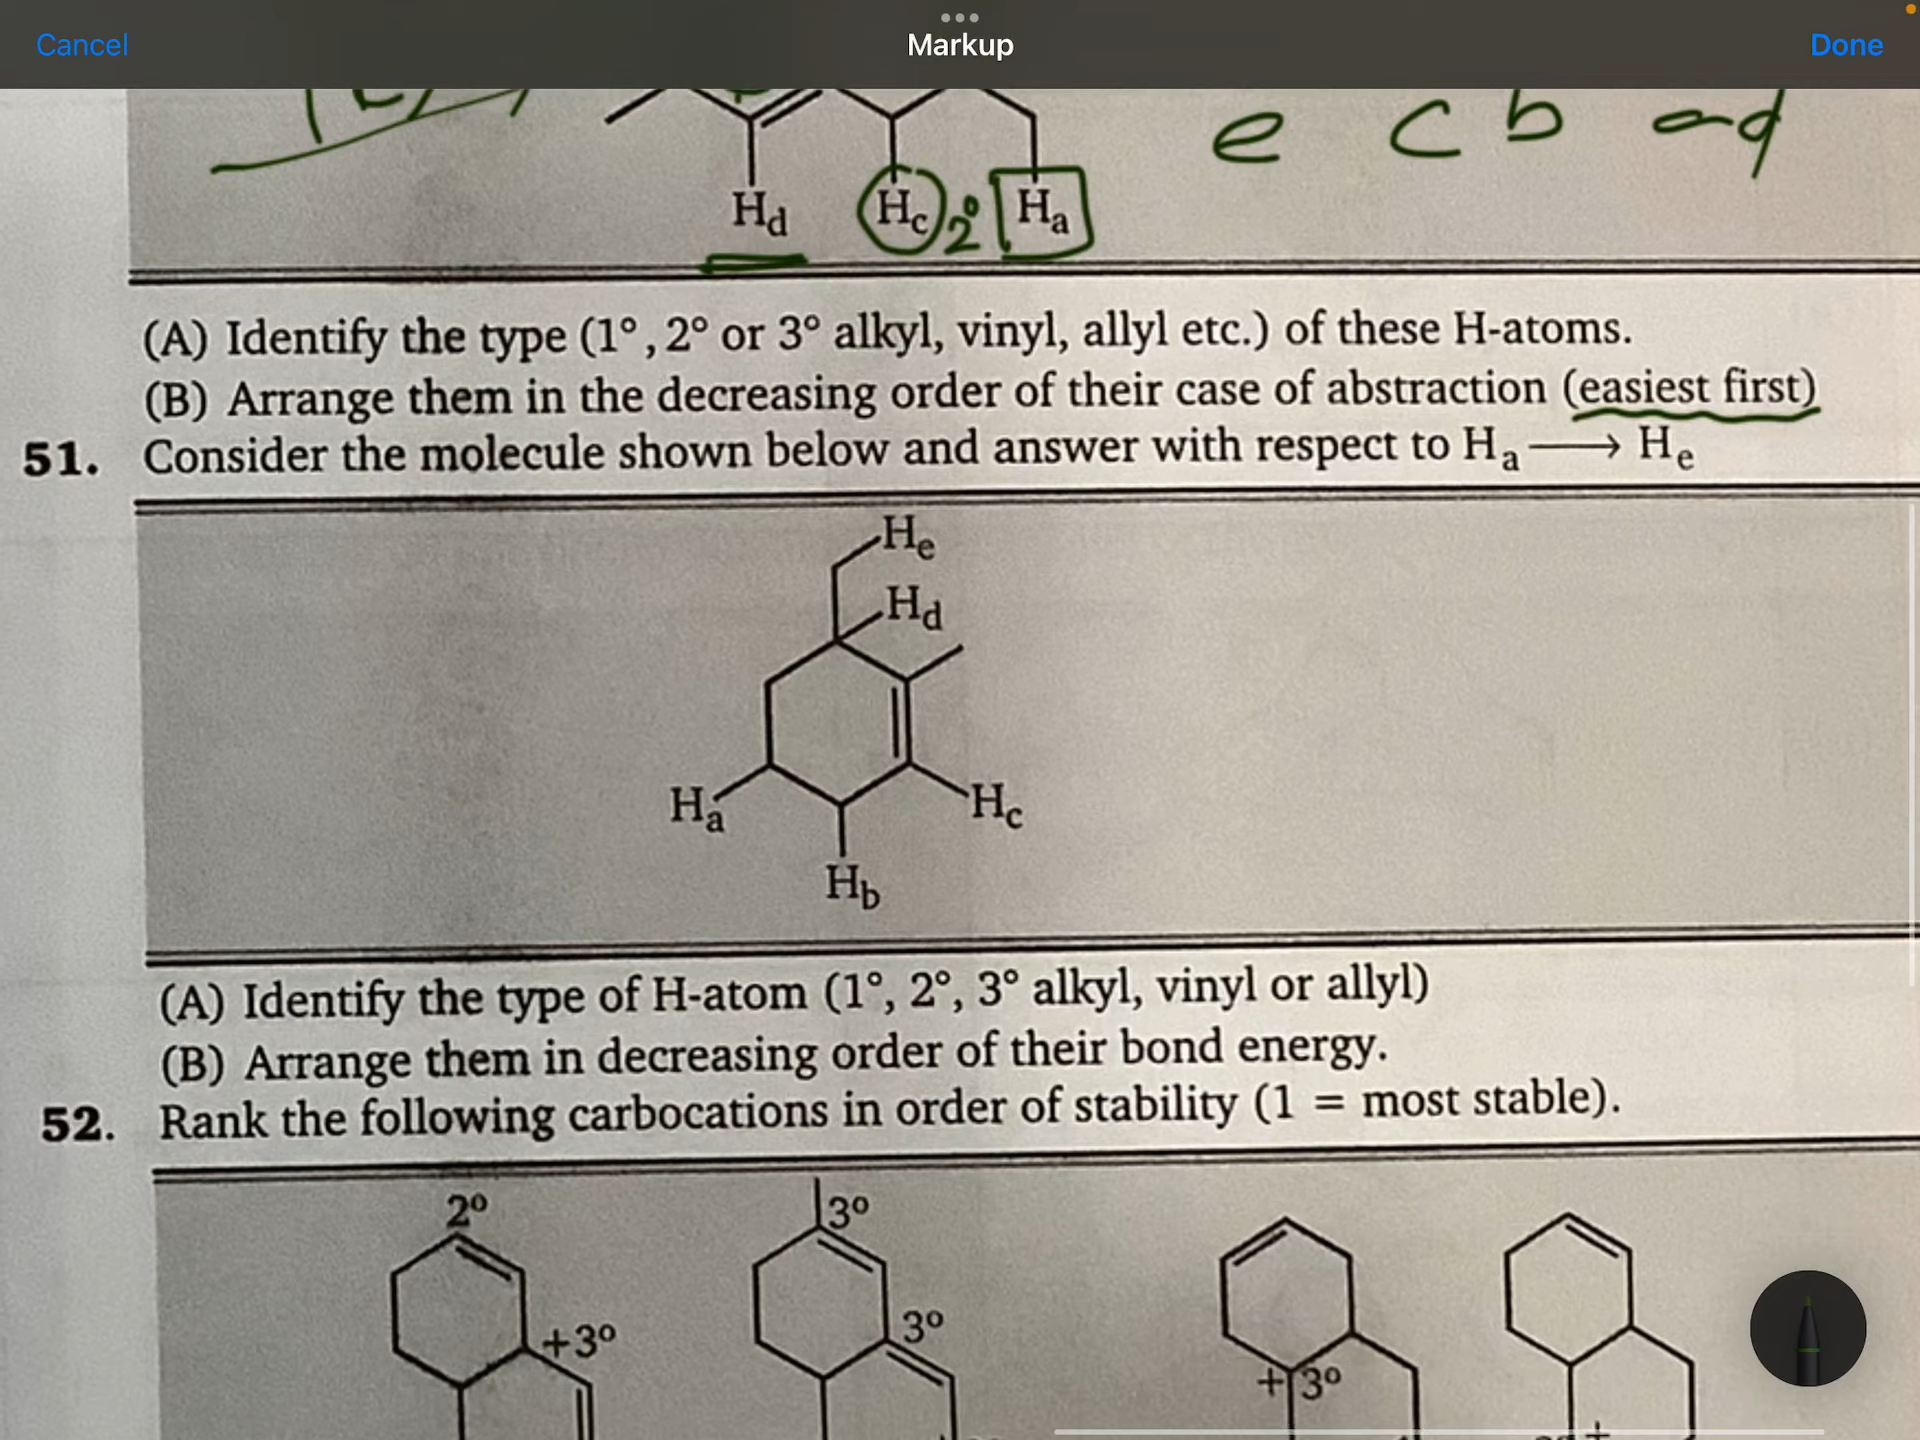 Cancel
Markup
Done
e c b a d
Hd
Hc
2°
Ha
(A) Identify the type (1°, 2° or 3° alkyl, vinyl, allyl etc.) of these H-atoms.
(B) Arrange them in the decreasing order of their case of abstraction (easiest first)
51. Consider the molecule shown below and answer with respect to Ha ⟶ He
He
Hd
Ha
Hc
Hb
(A) Identify the type of H-atom (1°, 2°, 3° alkyl, vinyl or allyl)
(B) Arrange them in decreasing order of their bond energy.
52. Rank the following carbocations in order of stability (1 = most stable).
2°
3°
+3°
3°
+
3°
+